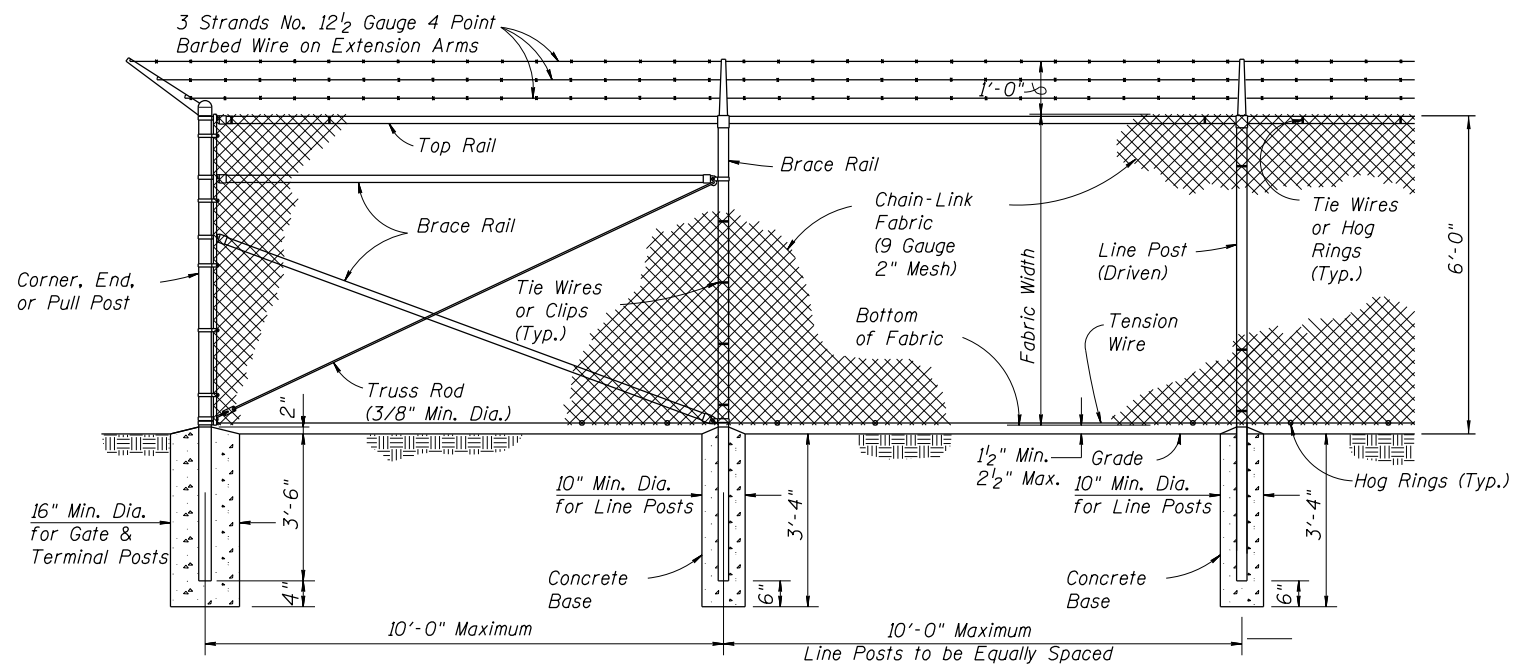 3 Strands No. 12½ Gauge 4 Point
Barbed Wire on Extension Arms
1'-0"
Top Rail
Brace Rail
Brace Rail
Chain-Link
Fabric
(9 Gauge
2" Mesh)
Tie Wires
or Hog
Rings
(Typ.)
Line Post
(Driven)
6'-0"
Corner, End,
or Pull Post
Tie Wires
or Clips
(Typ.)
Bottom
of Fabric
Fabric Width
Tension
Wire
Truss Rod
(3/8" Min. Dia.)
2"
1½" Min.
2½" Max.
Grade
Hog Rings (Typ.)
16" Min. Dia.
for Gate &
Terminal Posts
3'-6"
4"
10" Min. Dia.
for Line Posts
3'-4"
6"
10" Min. Dia.
for Line Posts
3'-4"
6"
Concrete
Base
Concrete
Base
10'-0" Maximum
10'-0" Maximum
Line Posts to be Equally Spaced